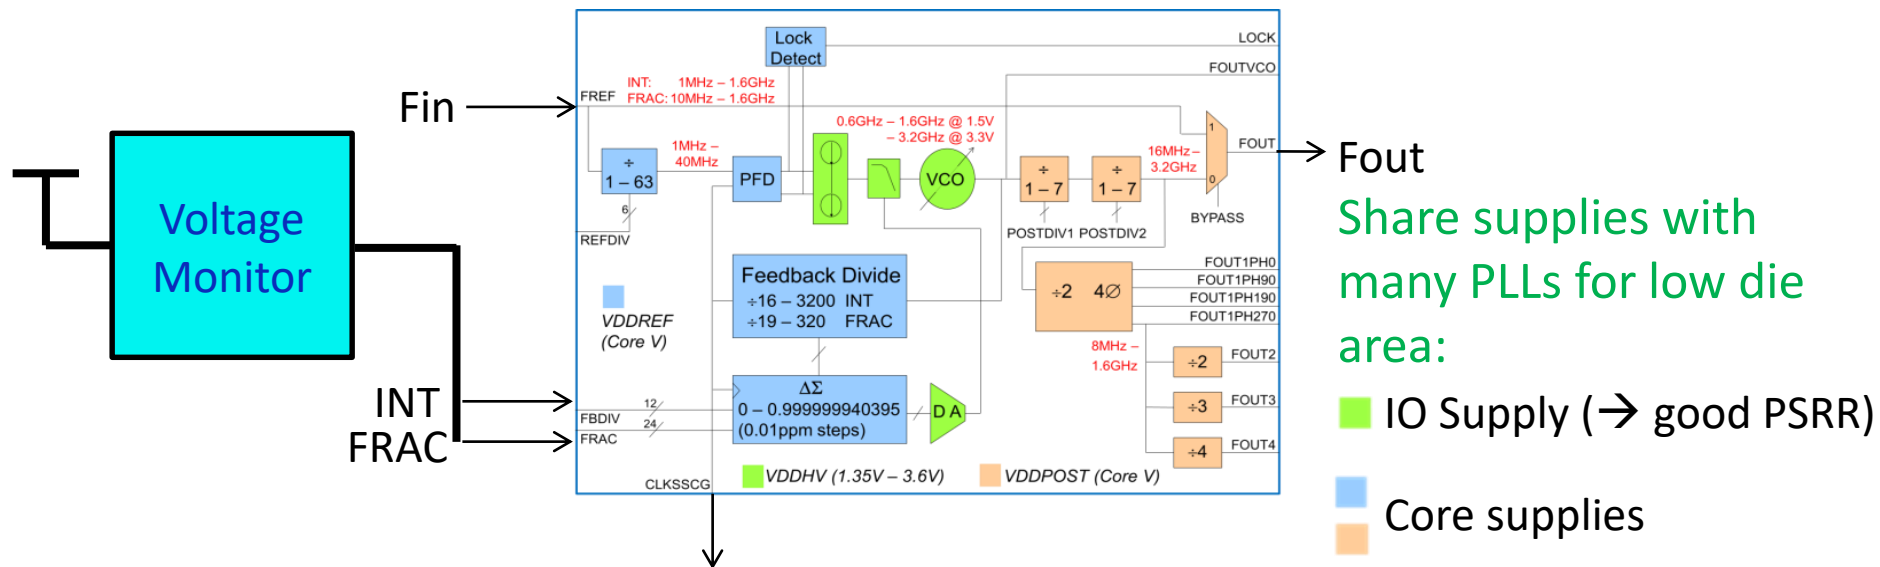 Voltage
Monitor
Fin
INT
FRAC
Lock
Detect
LOCK
FOUTVCO
INT: 1MHz – 1.6GHz
FREF
FRAC: 10MHz – 1.6GHz
0.6GHz – 1.6GHz @ 1.5V
– 3.2GHz @ 3.3V
1MHz –
40MHz
÷
1 – 63
6
REFDIV
PFD
VCO
÷
1 – 7
÷
1 – 7
POSTDIV1 POSTDIV2
16MHz–
3.2GHz
1
0
BYPASS
FOUT
Feedback Divide
÷16 – 3200 INT
÷19 – 320 FRAC
VDDREF
(Core V)
÷2 4∅
FOUT1PH0
FOUT1PH90
FOUT1PH190
FOUT1PH270
8MHz –
1.6GHz
÷2
FOUT2
÷3
FOUT3
÷4
FOUT4
12
FBDIV
24
FRAC
ΔΣ
0 – 0.999999940395
(0.01ppm steps)
D A
CLKSSCG
VDDHV (1.35V – 3.6V)
VDDPOST (Core V)
Fout
Share supplies with
many PLLs for low die
area:
IO Supply (→ good PSRR)
Core supplies